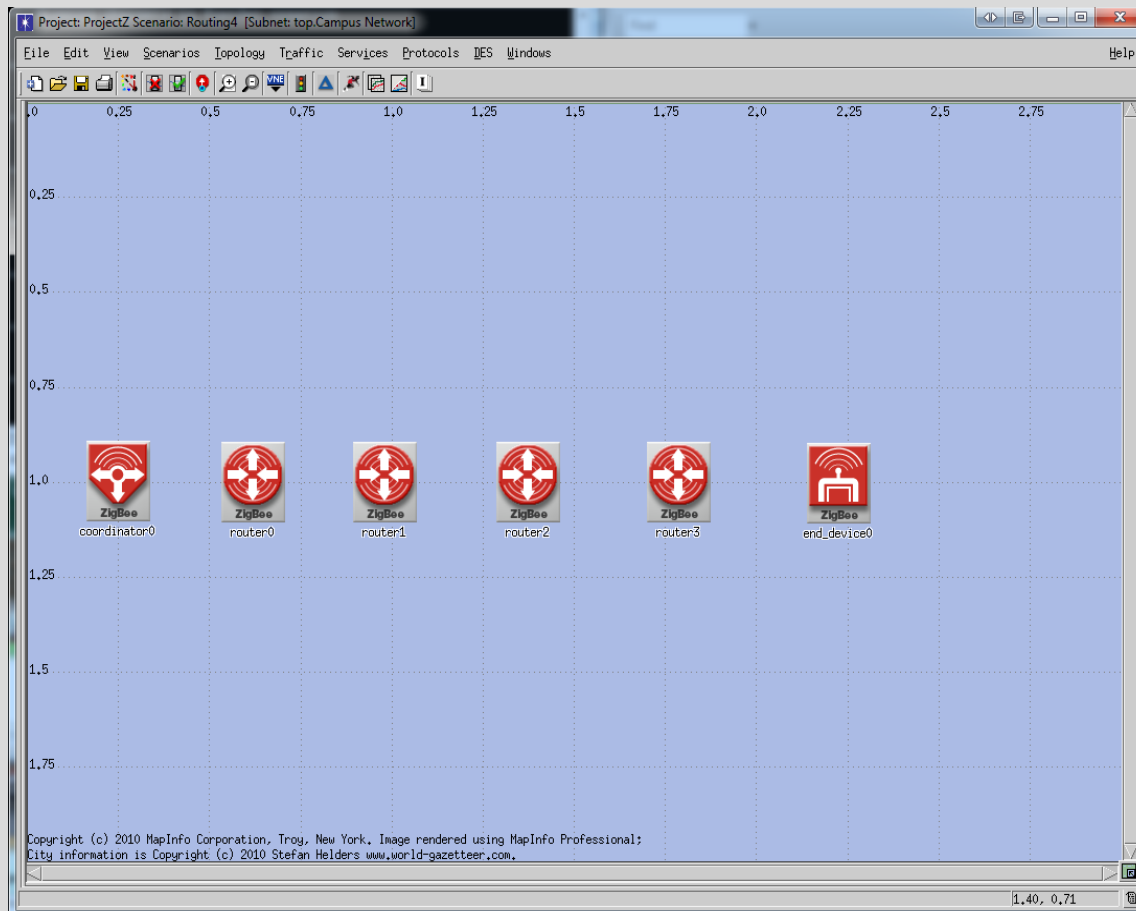 Project: ProjectZ Scenario: Routing4 [Subnet: top.Campus Network]
File Edit View Scenarios Topology Traffic Services Protocols DES Windows Help
VNE
.0 0.25 0.5 0.75 1.0 1.25 1.5 1.75 2.0 2.25 2.5 2.75
0.25
0.5
0.75
1.0
ZigBee ZigBee ZigBee ZigBee ZigBee ZigBee
coordinator0 router0 router1 router2 router3 end_device0
1.25
1.5
1.75
Copyright (c) 2010 MapInfo Corporation, Troy, New York. Image rendered using MapInfo Professional;
City information is Copyright (c) 2010 Stefan Helders www.world-gazetteer.com.
1.40, 0.71